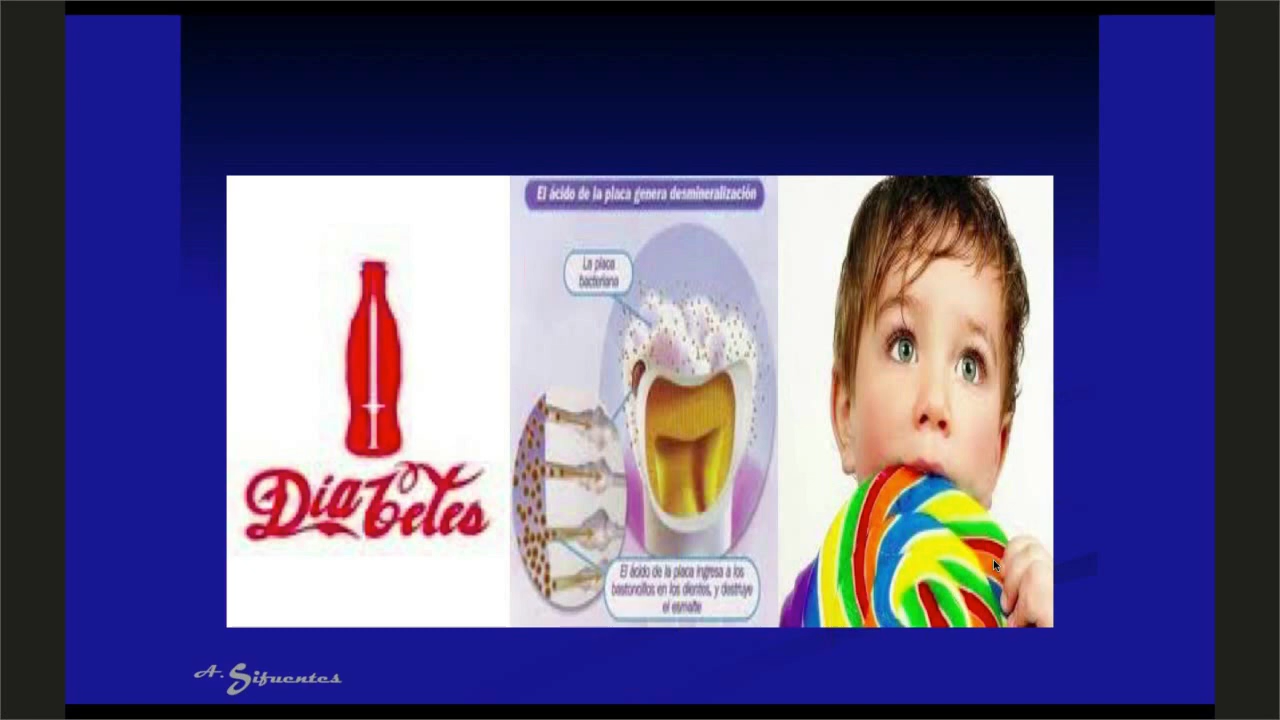 Diabetes
El ácido de la placa genera desmineralización
La placa
bacteriana
El ácido de la placa ingresa a los
bastoncillos en los dientes, y destruye
el esmalte
A. Sifuentes